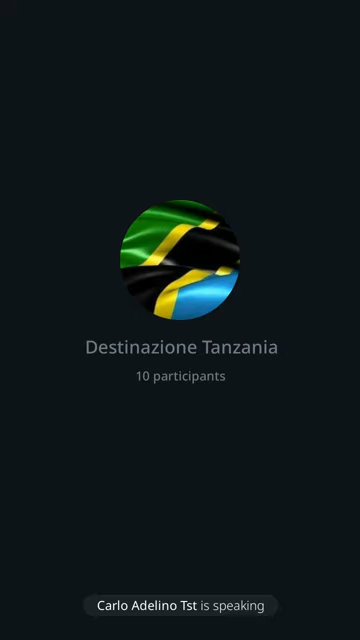 Destinazione Tanzania
10 participants
Carlo Adelino Tst is speaking